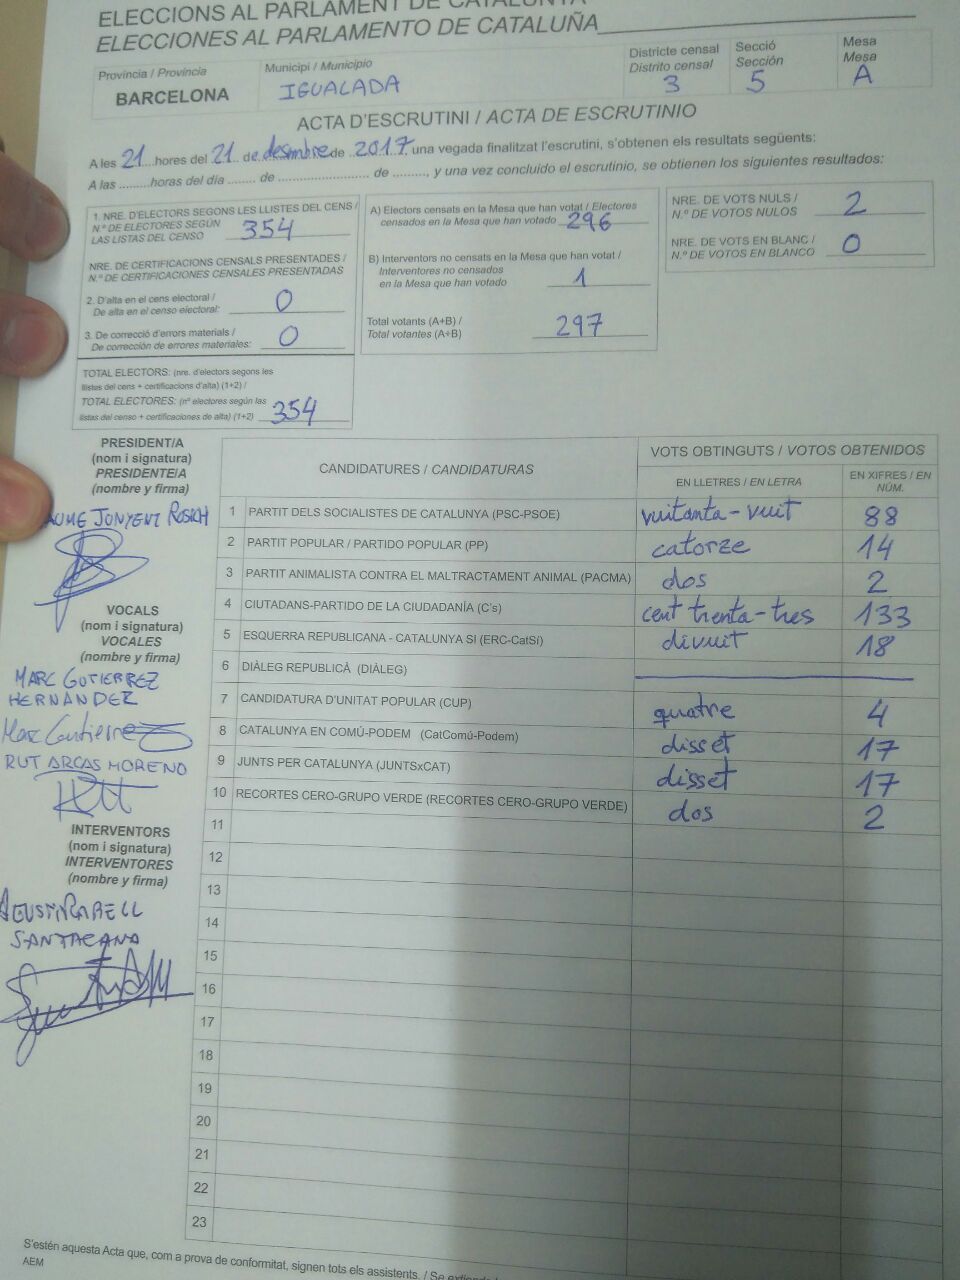 ELECCIONS AL PARLAMENT DE CATALUNYA
ELECCIONES AL PARLAMENTO DE CATALUÑA
Província / Provincia
BARCELONA
Municipi / Municipio
IGUALADA
Districte censal
Distrito censal
3
Secció
Sección
5
Mesa
Mesa
A
ACTA D'ESCRUTINI / ACTA DE ESCRUTINIO
A les 21 hores del 21 de desembre de 2017 una vegada finalitzat l'escrutini, s'obtenen els resultats següents:
A las .........horas del día ........ de .......................... de ........., y una vez concluido el escrutinio, se obtienen los siguientes resultados:
1. NRE. D'ELECTORS SEGONS LES LLISTES DEL CENS /
N.º DE ELECTORES SEGÚN
LAS LISTAS DEL CENSO 354
NRE. DE CERTIFICACIONS CENSALS PRESENTADES /
N.º DE CERTIFICACIONES CENSALES PRESENTADAS
2. D'alta en el cens electoral /
De alta en el censo electoral: 0
3. De correcció d'errors materials /
De corrección de errores materiales: 0
TOTAL ELECTORS: (nre. d'electors segons les
llistes del cens + certificacions d'alta) (1+2) /
TOTAL ELECTORES: (nº electores según las
listas del censo + certificaciones de alta) (1+2) 354
A) Electors censats en la Mesa que han votat / Electores
censados en la Mesa que han votado 296
B) Interventors no censats en la Mesa que han votat /
Interventores no censados
en la Mesa que han votado 1
Total votants (A+B) /
Total votantes (A+B) 297
NRE. DE VOTS NULS /
N.º DE VOTOS NULOS 2
NRE. DE VOTS EN BLANC /
N.º DE VOTOS EN BLANCO 0
PRESIDENT/A
(nom i signatura)
PRESIDENTE/A
(nombre y firma)
AUME JONYENT ROSICH
VOCALS
(nom i signatura)
VOCALES
(nombre y firma)
MARC GUTIERREZ
HERNANDEZ
Marc Gutierrez
RUT ARCAS MORENO
INTERVENTORS
(nom i signatura)
INTERVENTORES
(nombre y firma)
AGUSTI RABELL
SANTACANA
CANDIDATURES / CANDIDATURAS
VOTS OBTINGUTS / VOTOS OBTENIDOS
EN LLETRES / EN LETRA
EN XIFRES / EN
NÚM.
1 PARTIT DELS SOCIALISTES DE CATALUNYA (PSC-PSOE) vuitanta-vuit 88
2 PARTIT POPULAR / PARTIDO POPULAR (PP) catorze 14
3 PARTIT ANIMALISTA CONTRA EL MALTRACTAMENT ANIMAL (PACMA) dos 2
4 CIUTADANS-PARTIDO DE LA CIUDADANÍA (C's) cent trenta-tres 133
5 ESQUERRA REPUBLICANA - CATALUNYA SÍ (ERC-CatSí) divuit 18
6 DIÀLEG REPUBLICÀ (DIÀLEG)
7 CANDIDATURA D'UNITAT POPULAR (CUP) quatre 4
8 CATALUNYA EN COMÚ-PODEM (CatComú-Podem) disset 17
9 JUNTS PER CATALUNYA (JUNTSxCAT) disset 17
10 RECORTES CERO-GRUPO VERDE (RECORTES CERO-GRUPO VERDE) dos 2
11
12
13
14
15
16
17
18
19
20
21
22
23
S'estén aquesta Acta que, com a prova de conformitat, signen tots els assistents. / Se
AEM